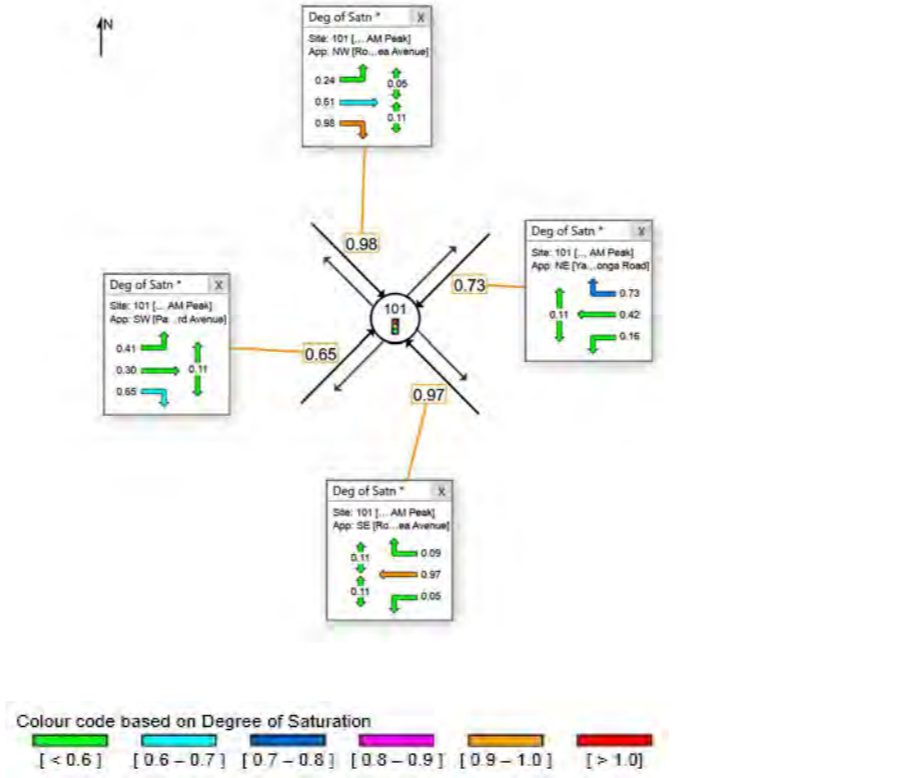 N
Deg of Satn * X
Site: 101 [... AM Peak]
App: NW [Ro...ea Avenue]
0.24
0.05
0.61
0.11
0.98
0.98
Deg of Satn * X
Site: 101 [... AM Peak]
App: NE [Ya...onga Road]
0.73
0.11
0.42
0.16
0.73
101
Deg of Satn * X
Site: 101 [... AM Peak]
App: SW [Pa...rd Avenue]
0.41
0.30
0.11
0.65
0.65
0.97
Deg of Satn * X
Site: 101 [... AM Peak]
App: SE [Ro...ea Avenue]
0.11
0.09
0.97
0.11
0.05
Colour code based on Degree of Saturation
[ < 0.6 ] [ 0.6 – 0.7 ] [ 0.7 – 0.8 ] [ 0.8 – 0.9 ] [ 0.9 – 1.0 ] [ > 1.0]